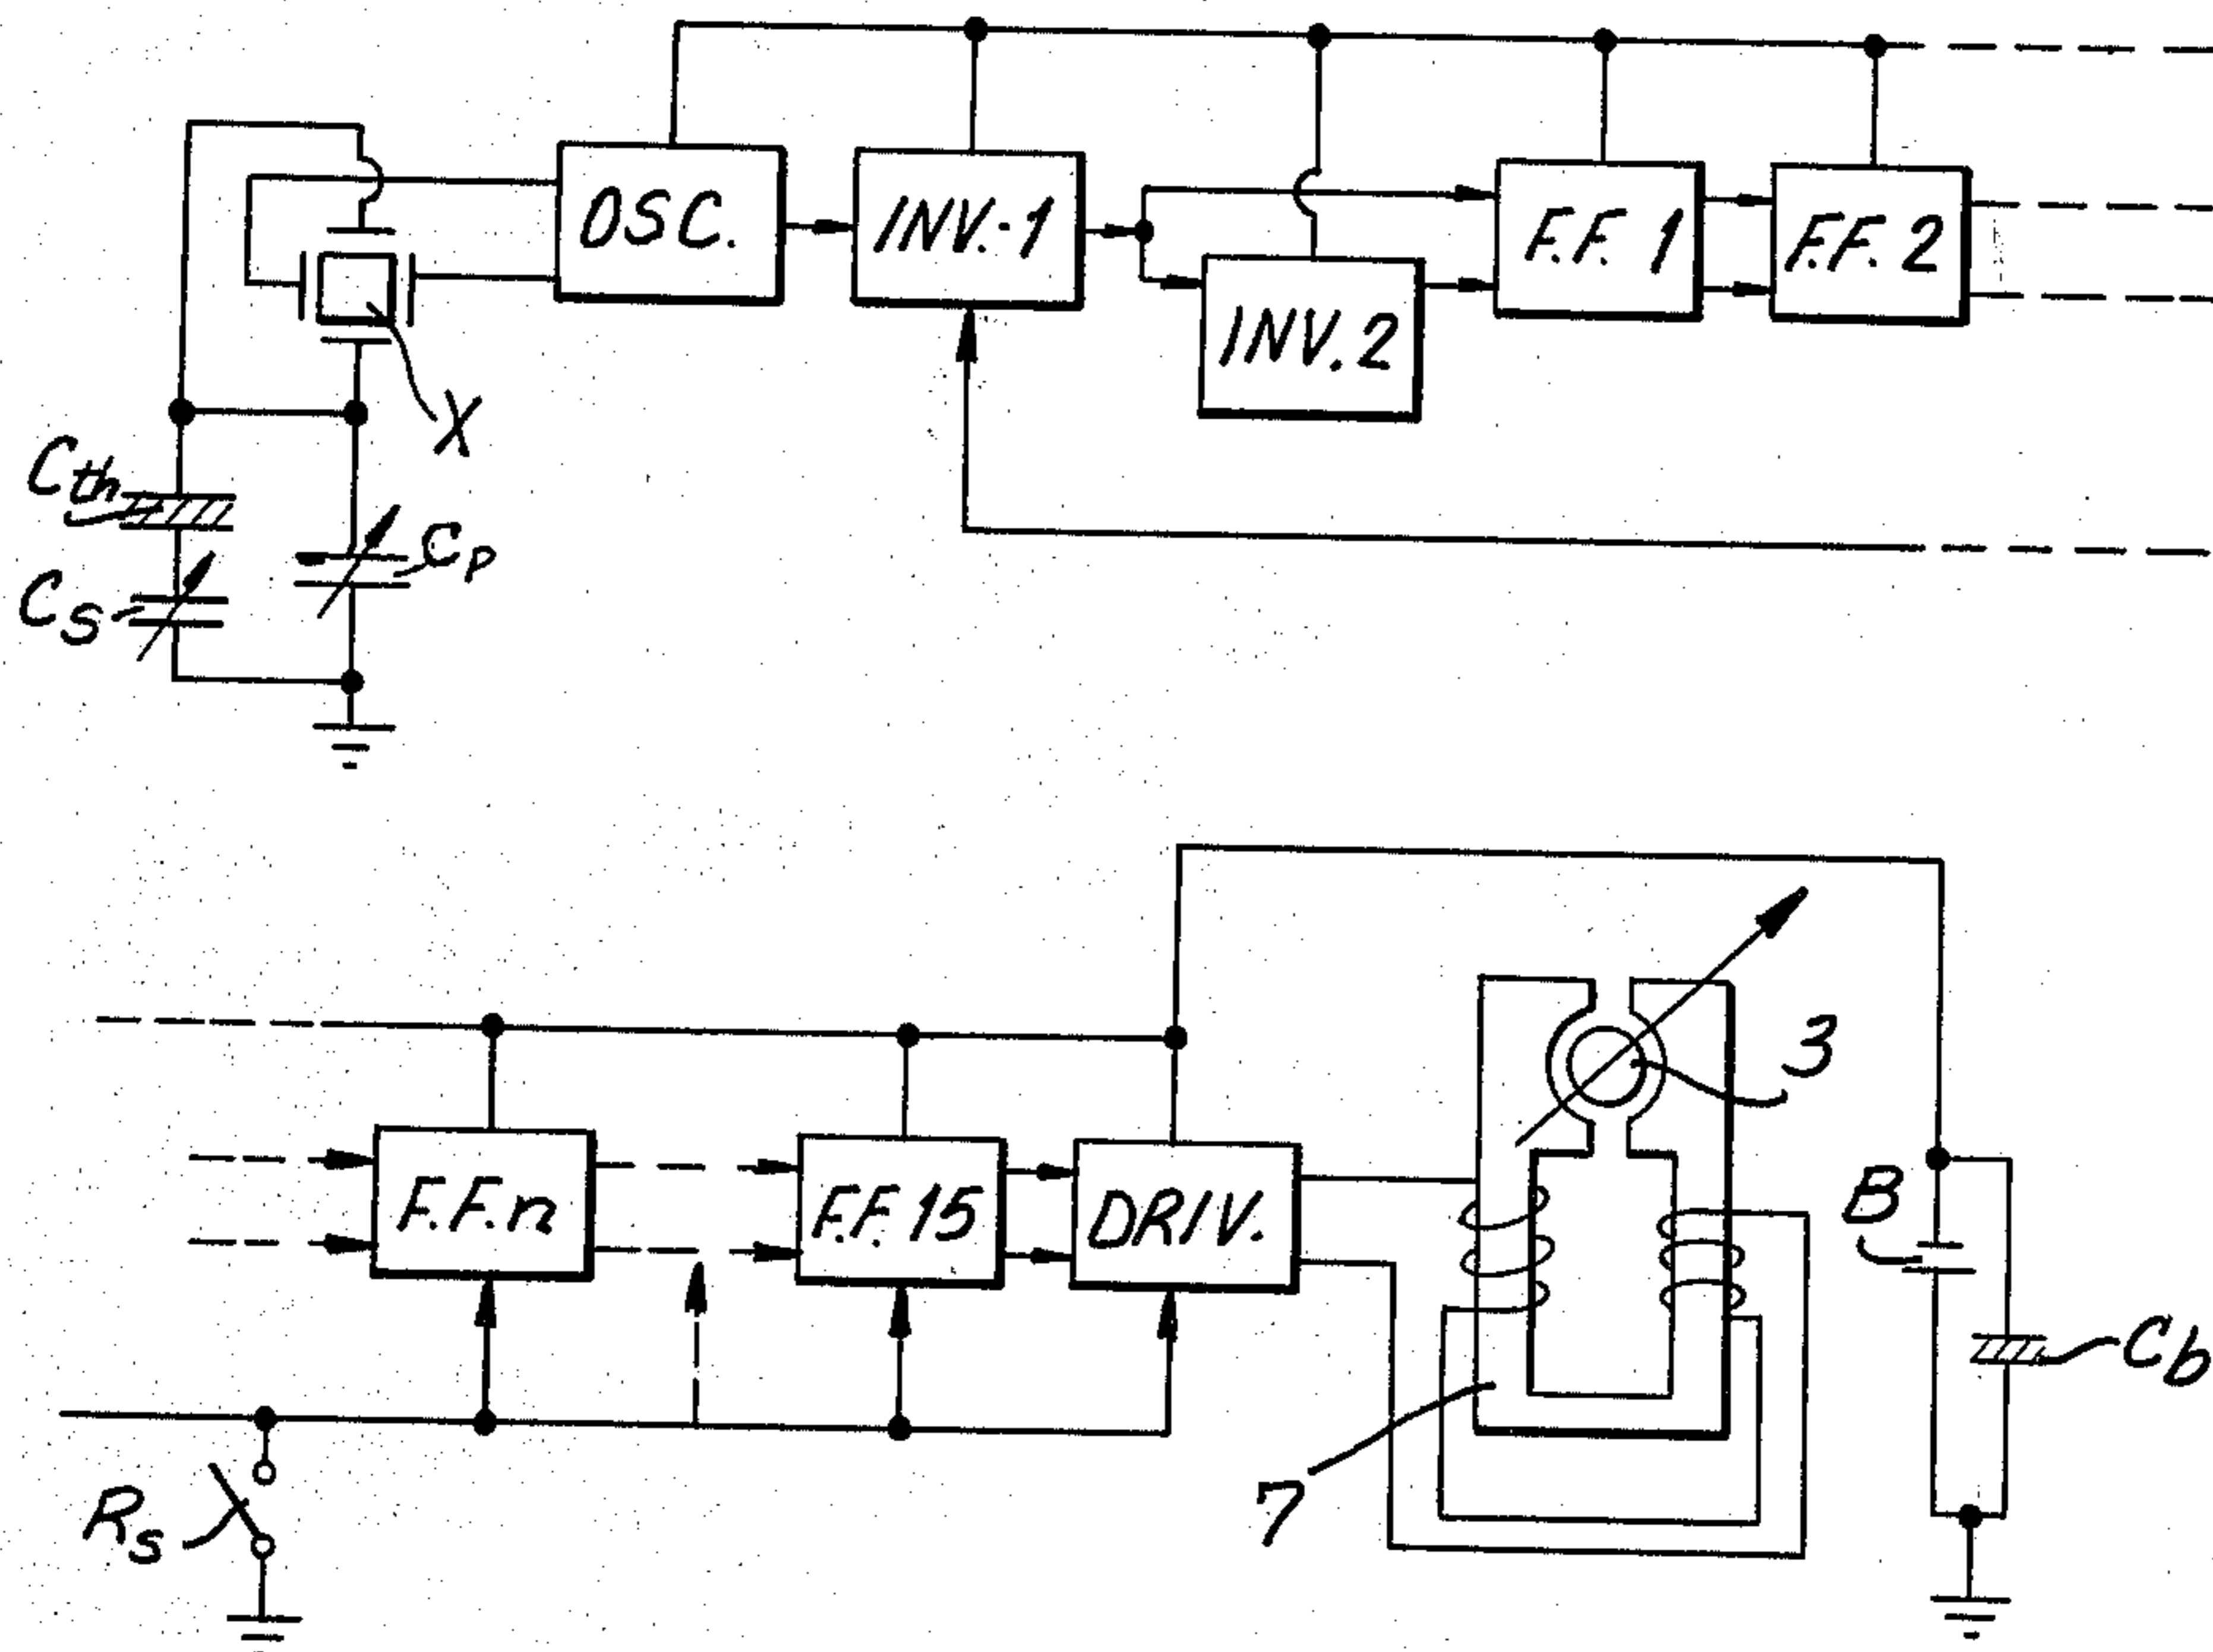 OSC.
INV.-1
INV. 2
F.F. 1
F.F. 2
X
Cth
Cs
Cp
F.F.n
F.F. 15
DRIV.
3
B
Cb
7
Rs